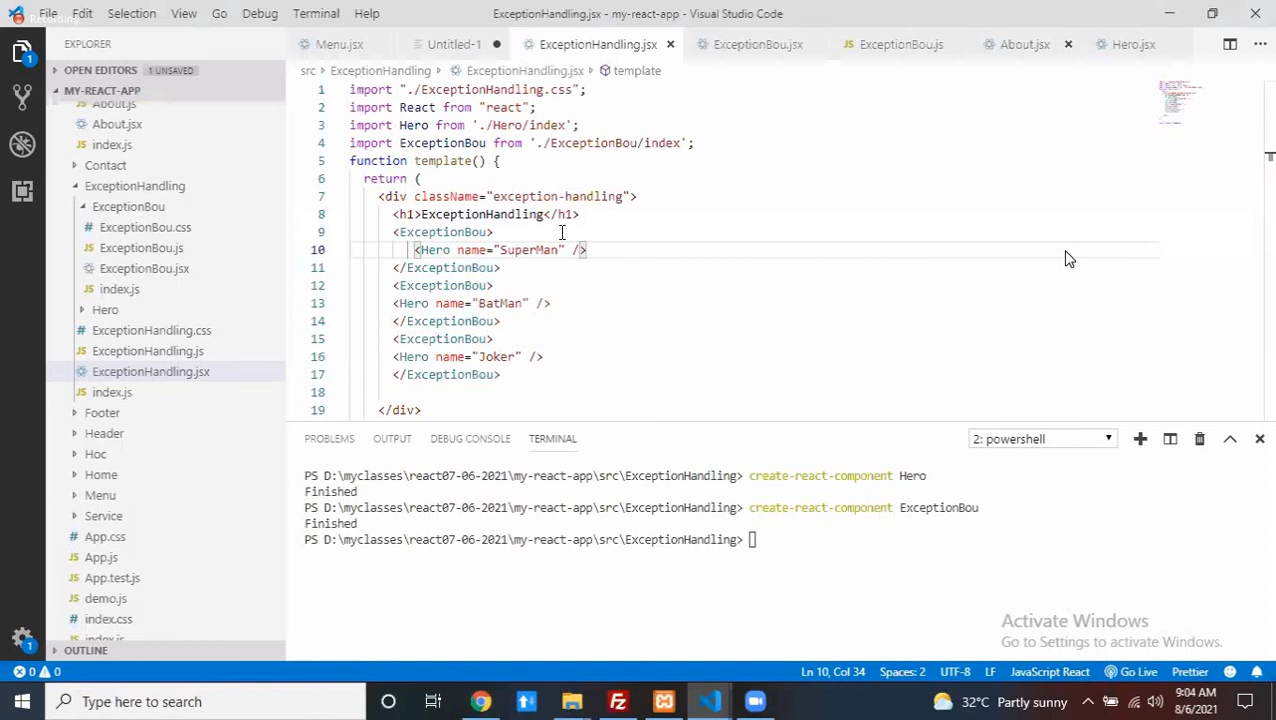 Recording
File Edit Selection View Go Debug Terminal Help
ExceptionHandling.jsx - my-react-app - Visual Studio Code
EXPLORER
Menu.jsx
Untitled-1
ExceptionHandling.jsx
ExceptionBou.jsx
ExceptionBou.js
About.jsx
Hero.jsx
OPEN EDITORS 1 UNSAVED
MY-REACT-APP
About.js
About.jsx
index.js
Contact
ExceptionHandling
ExceptionBou
ExceptionBou.css
ExceptionBou.js
ExceptionBou.jsx
index.js
Hero
ExceptionHandling.css
ExceptionHandling.js
ExceptionHandling.jsx
index.js
Footer
Header
Hoc
Home
Menu
Service
App.css
App.js
App.test.js
demo.js
index.css
index.js
OUTLINE
src ExceptionHandling ExceptionHandling.jsx template
1 import "./ExceptionHandling.css";
2 import React from "react";
3 import Hero from './Hero/index';
4 import ExceptionBou from './ExceptionBou/index';
5 function template() {
6 return (
7 <div className="exception-handling">
8 <h1>ExceptionHandling</h1>
9 <ExceptionBou>
10 <Hero name="SuperMan" />
11 </ExceptionBou>
12 <ExceptionBou>
13 <Hero name="BatMan" />
14 </ExceptionBou>
15 <ExceptionBou>
16 <Hero name="Joker" />
17 </ExceptionBou>
18
19 </div>
PROBLEMS OUTPUT DEBUG CONSOLE TERMINAL
2: powershell
PS D:\myclasses\react07-06-2021\my-react-app\src\ExceptionHandling> create-react-component Hero
Finished
PS D:\myclasses\react07-06-2021\my-react-app\src\ExceptionHandling> create-react-component ExceptionBou
Finished
PS D:\myclasses\react07-06-2021\my-react-app\src\ExceptionHandling>
Activate Windows
Go to Settings to activate Windows.
0 0
Ln 10, Col 34 Spaces: 2 UTF-8 LF JavaScript React Go Live Prettier
Type here to search
32°C Partly sunny
9:04 AM
8/6/2021
1
1